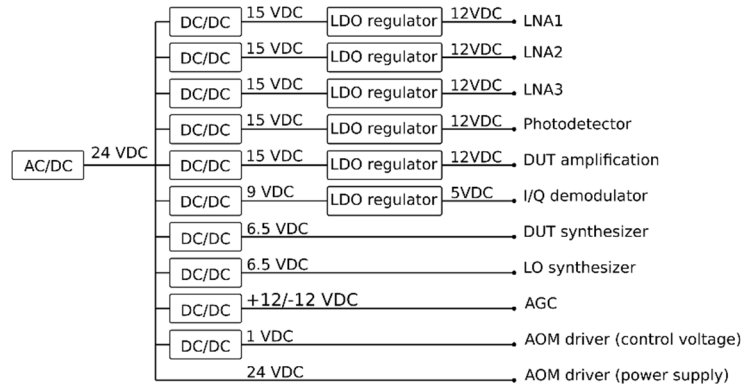 DC/DC 15 VDC LDO regulator 12VDC LNA1
DC/DC 15 VDC LDO regulator 12VDC LNA2
DC/DC 15 VDC LDO regulator 12VDC LNA3
DC/DC 15 VDC LDO regulator 12VDC Photodetector
AC/DC 24 VDC DC/DC 15 VDC LDO regulator 12VDC DUT amplification
DC/DC 9 VDC LDO regulator 5VDC I/Q demodulator
DC/DC 6.5 VDC DUT synthesizer
DC/DC 6.5 VDC LO synthesizer
DC/DC +12/-12 VDC AGC
DC/DC 1 VDC AOM driver (control voltage)
24 VDC AOM driver (power supply)